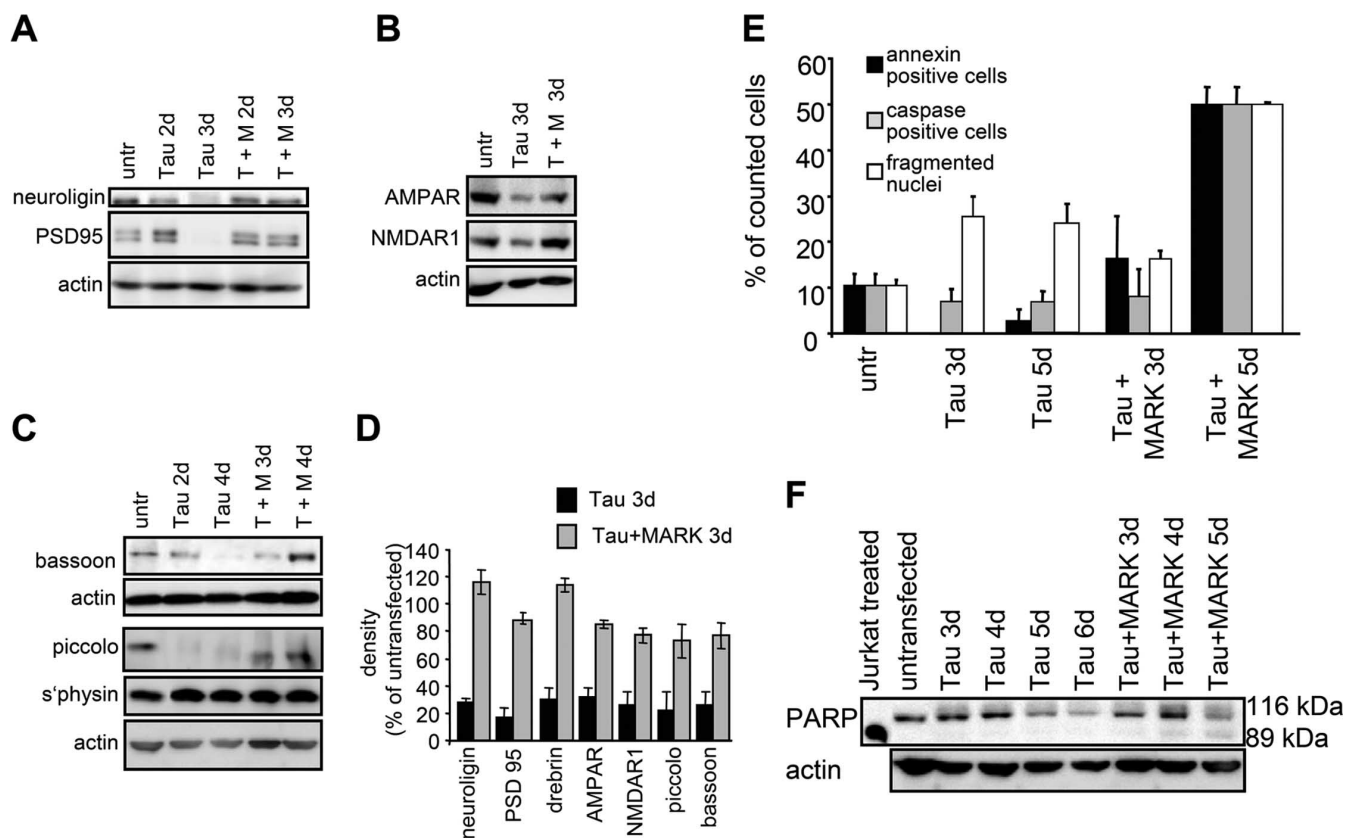 A
untr
Tau 2d
Tau 3d
T + M 2d
T + M 3d
neuroligin
PSD95
actin
B
untr
Tau 3d
T + M 3d
AMPAR
NMDAR1
actin
C
untr
Tau 2d
Tau 4d
T + M 3d
T + M 4d
bassoon
actin
piccolo
s'physin
actin
D
Tau 3d
Tau+MARK 3d
density
(% of untransfected)
140
120
100
80
60
40
20
0
neuroligin
PSD 95
drebrin
AMPAR
NMDAR1
piccolo
bassoon
E
annexin
positive cells
caspase
positive cells
fragmented
nuclei
% of counted cells
60
50
40
30
20
10
0
untr
Tau 3d
Tau 5d
Tau +
MARK 3d
Tau +
MARK 5d
F
Jurkat treated
untransfected
Tau 3d
Tau 4d
Tau 5d
Tau 6d
Tau+MARK 3d
Tau+MARK 4d
Tau+MARK 5d
PARP
116 kDa
89 kDa
actin